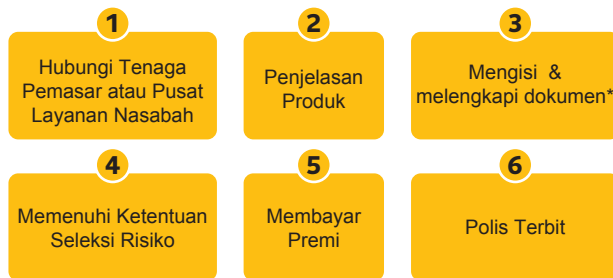 1
Hubungi Tenaga
Pemasar atau Pusat
Layanan Nasabah
2
Penjelasan
Produk
3
Mengisi &
melengkapi dokumen*
4
Memenuhi Ketentuan
Seleksi Risiko
5
Membayar
Premi
6
Polis Terbit